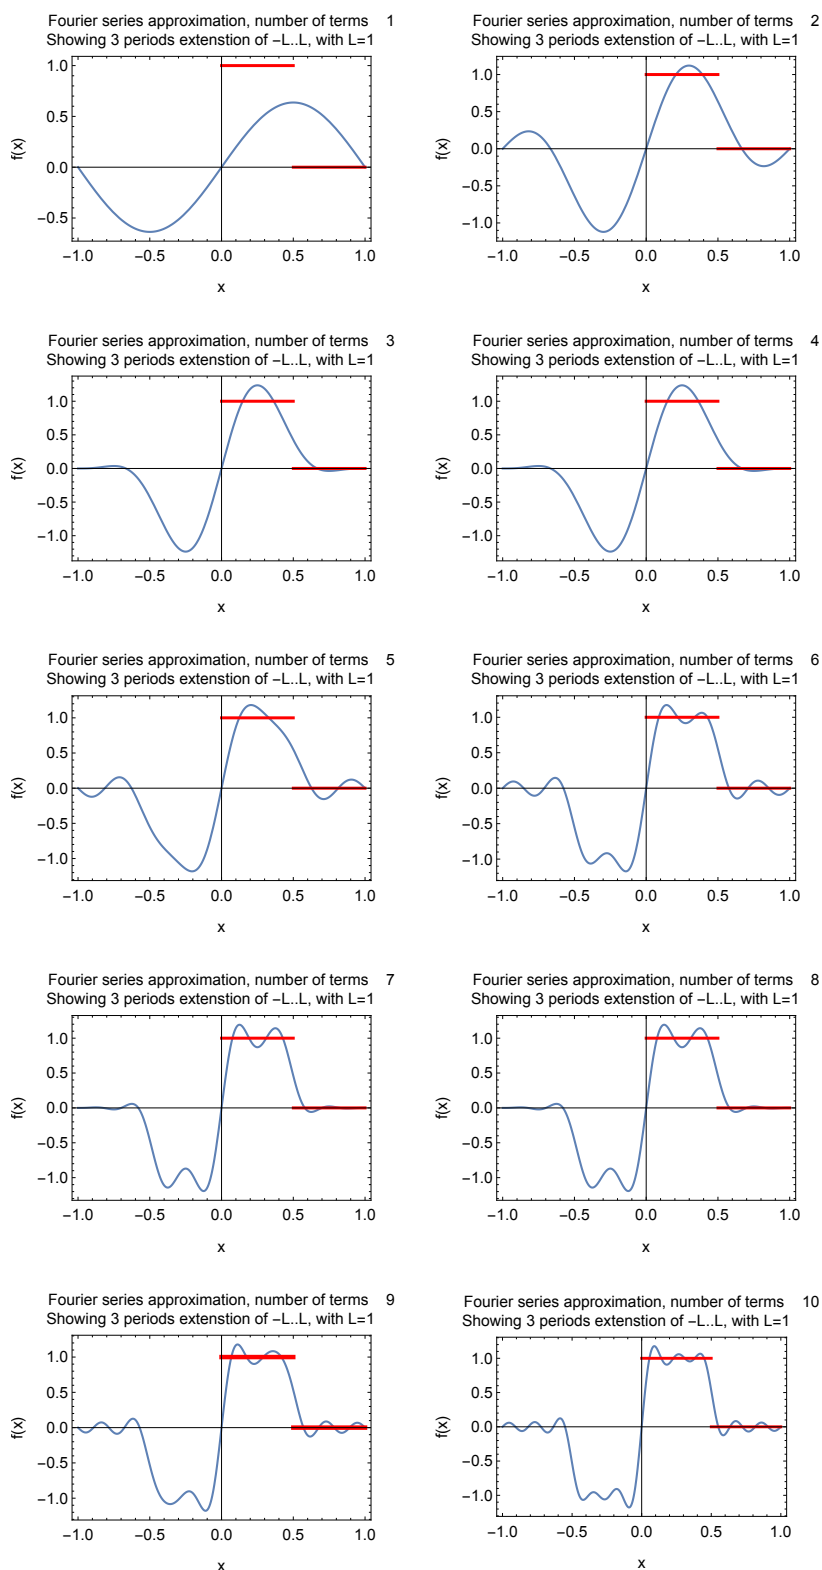 Fourier series approximation, number of terms 1
Showing 3 periods extenstion of -L..L, with L=1
1.0
0.5
0.0
−0.5
f(x)
−1.0 −0.5 0.0 0.5 1.0
x
Fourier series approximation, number of terms 2
Showing 3 periods extenstion of -L..L, with L=1
1.0
0.5
0.0
−0.5
−1.0
f(x)
−1.0 −0.5 0.0 0.5 1.0
x
Fourier series approximation, number of terms 3
Showing 3 periods extenstion of -L..L, with L=1
1.0
0.5
0.0
−0.5
−1.0
f(x)
−1.0 −0.5 0.0 0.5 1.0
x
Fourier series approximation, number of terms 4
Showing 3 periods extenstion of -L..L, with L=1
1.0
0.5
0.0
−0.5
−1.0
f(x)
−1.0 −0.5 0.0 0.5 1.0
x
Fourier series approximation, number of terms 5
Showing 3 periods extenstion of -L..L, with L=1
1.0
0.5
0.0
−0.5
−1.0
f(x)
−1.0 −0.5 0.0 0.5 1.0
x
Fourier series approximation, number of terms 6
Showing 3 periods extenstion of -L..L, with L=1
1.0
0.5
0.0
−0.5
−1.0
f(x)
−1.0 −0.5 0.0 0.5 1.0
x
Fourier series approximation, number of terms 7
Showing 3 periods extenstion of -L..L, with L=1
1.0
0.5
0.0
−0.5
−1.0
f(x)
−1.0 −0.5 0.0 0.5 1.0
x
Fourier series approximation, number of terms 8
Showing 3 periods extenstion of -L..L, with L=1
1.0
0.5
0.0
−0.5
−1.0
f(x)
−1.0 −0.5 0.0 0.5 1.0
x
Fourier series approximation, number of terms 9
Showing 3 periods extenstion of -L..L, with L=1
1.0
0.5
0.0
−0.5
−1.0
f(x)
−1.0 −0.5 0.0 0.5 1.0
x
Fourier series approximation, number of terms 10
Showing 3 periods extenstion of -L..L, with L=1
1.0
0.5
0.0
−0.5
−1.0
f(x)
−1.0 −0.5 0.0 0.5 1.0
x